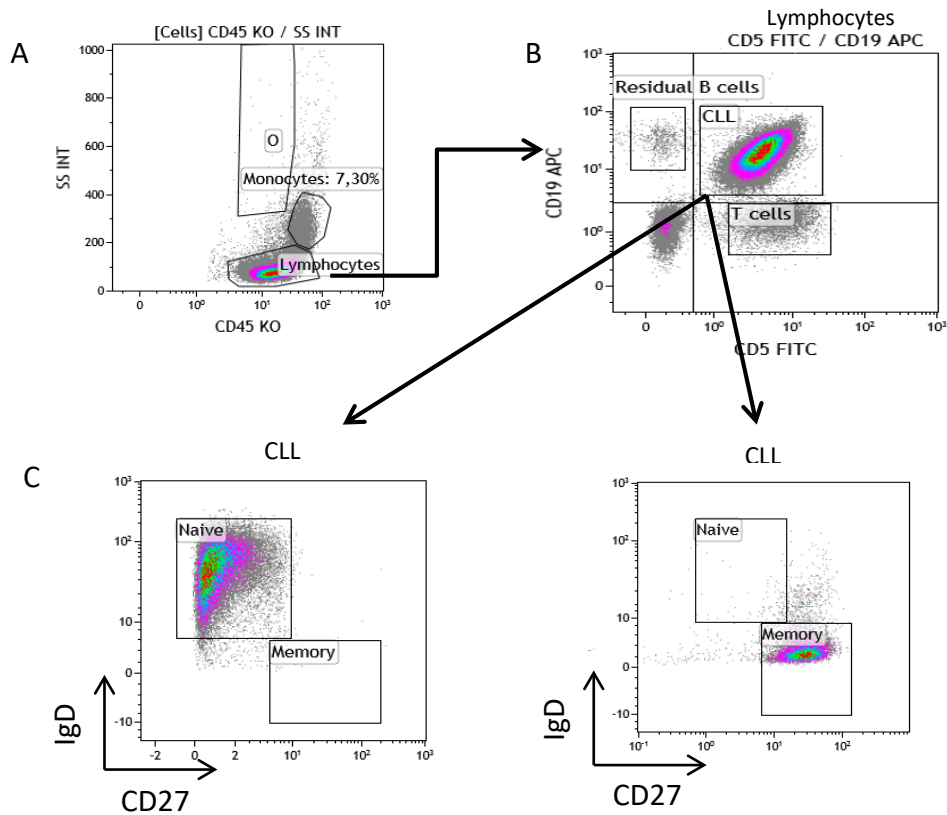 A
[Cells] CD45 KO / SS INT
1000
800
600
400
200
0
SS INT
O
Monocytes: 7,30%
Lymphocytes
0
10⁰
10¹
10²
10³
CD45 KO
B
Lymphocytes
CD5 FITC / CD19 APC
10³
10²
10¹
10⁰
0
CD19 APC
Residual B cells
CLL
T cells
0
10⁰
10¹
10²
10³
CD5 FITC
C
CLL
10³
10²
10
0
-10
Naive
Memory
-2
0
2
10¹
10²
10³
IgD
CD27
CLL
10³
10²
10
0
-10
Naive
Memory
10⁻¹
10⁰
10¹
10²
IgD
CD27